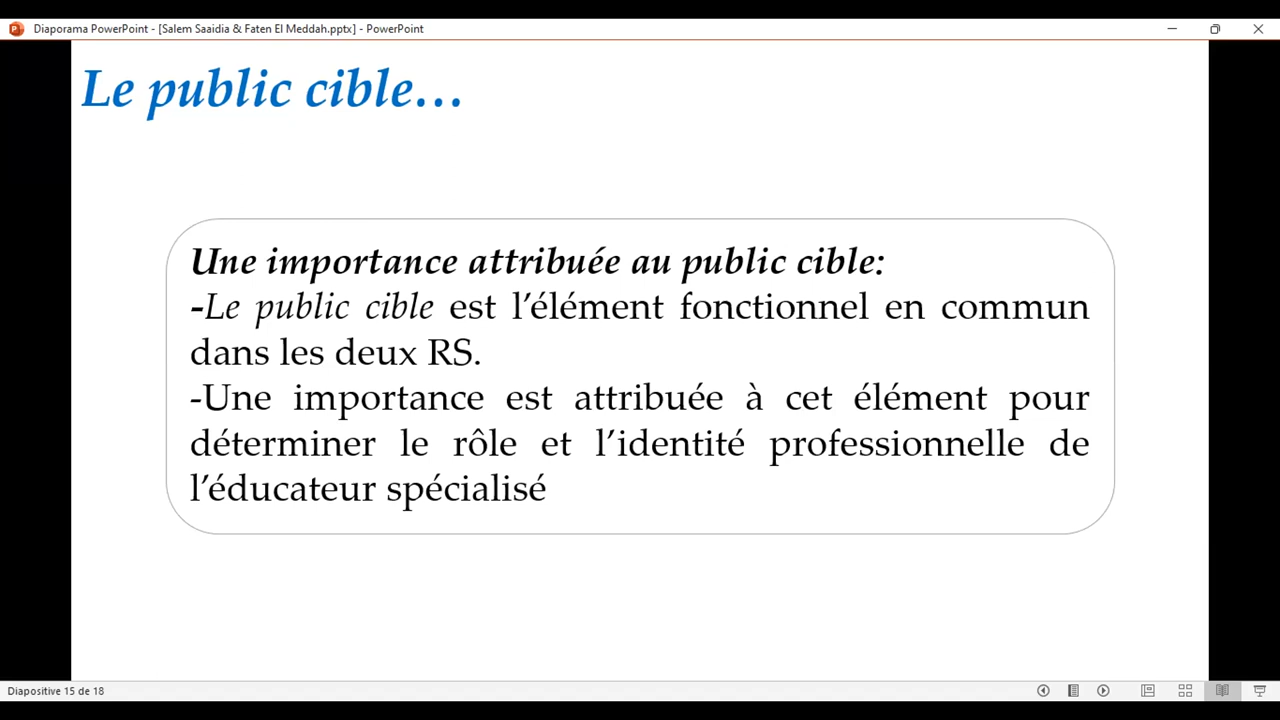 Diaporama PowerPoint - [Salem Saaidia & Faten El Meddah.pptx] - PowerPoint
Le public cible…
Une importance attribuée au public cible:
-Le public cible est l’élément fonctionnel en commun
dans les deux RS.
-Une importance est attribuée à cet élément pour
déterminer le rôle et l’identité professionnelle de
l’éducateur spécialisé
Diapositive 15 de 18